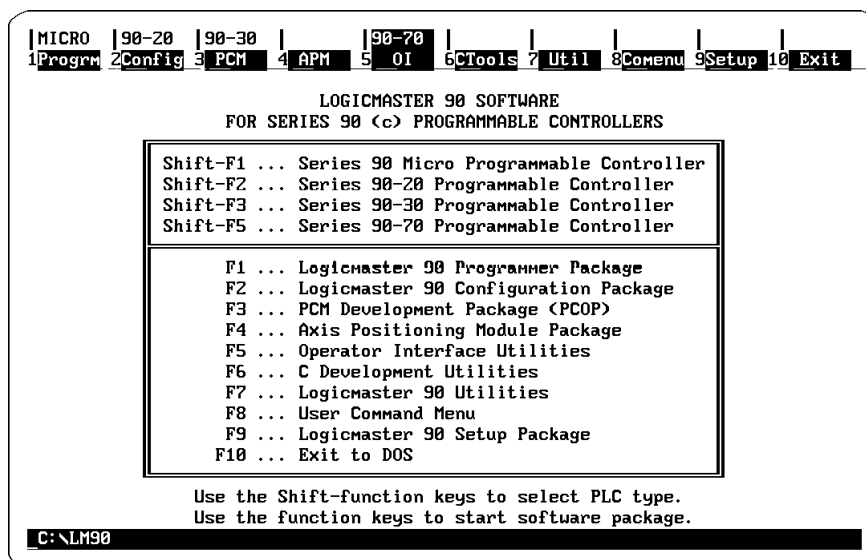 |MICRO |90-20 |90-30 | |90-70 | | | | |
1Progrm 2Config 3 PCM 4 APM 5 OI 6CTools 7 Util 8Comenu 9Setup 10 Exit
LOGICMASTER 90 SOFTWARE
FOR SERIES 90 (c) PROGRAMMABLE CONTROLLERS
Shift-F1 ... Series 90 Micro Programmable Controller
Shift-F2 ... Series 90-20 Programmable Controller
Shift-F3 ... Series 90-30 Programmable Controller
Shift-F5 ... Series 90-70 Programmable Controller
F1 ... Logicmaster 90 Programmer Package
F2 ... Logicmaster 90 Configuration Package
F3 ... PCM Development Package (PCOP)
F4 ... Axis Positioning Module Package
F5 ... Operator Interface Utilities
F6 ... C Development Utilities
F7 ... Logicmaster 90 Utilities
F8 ... User Command Menu
F9 ... Logicmaster 90 Setup Package
F10 ... Exit to DOS
Use the Shift-function keys to select PLC type.
Use the function keys to start software package.
C:\LM90